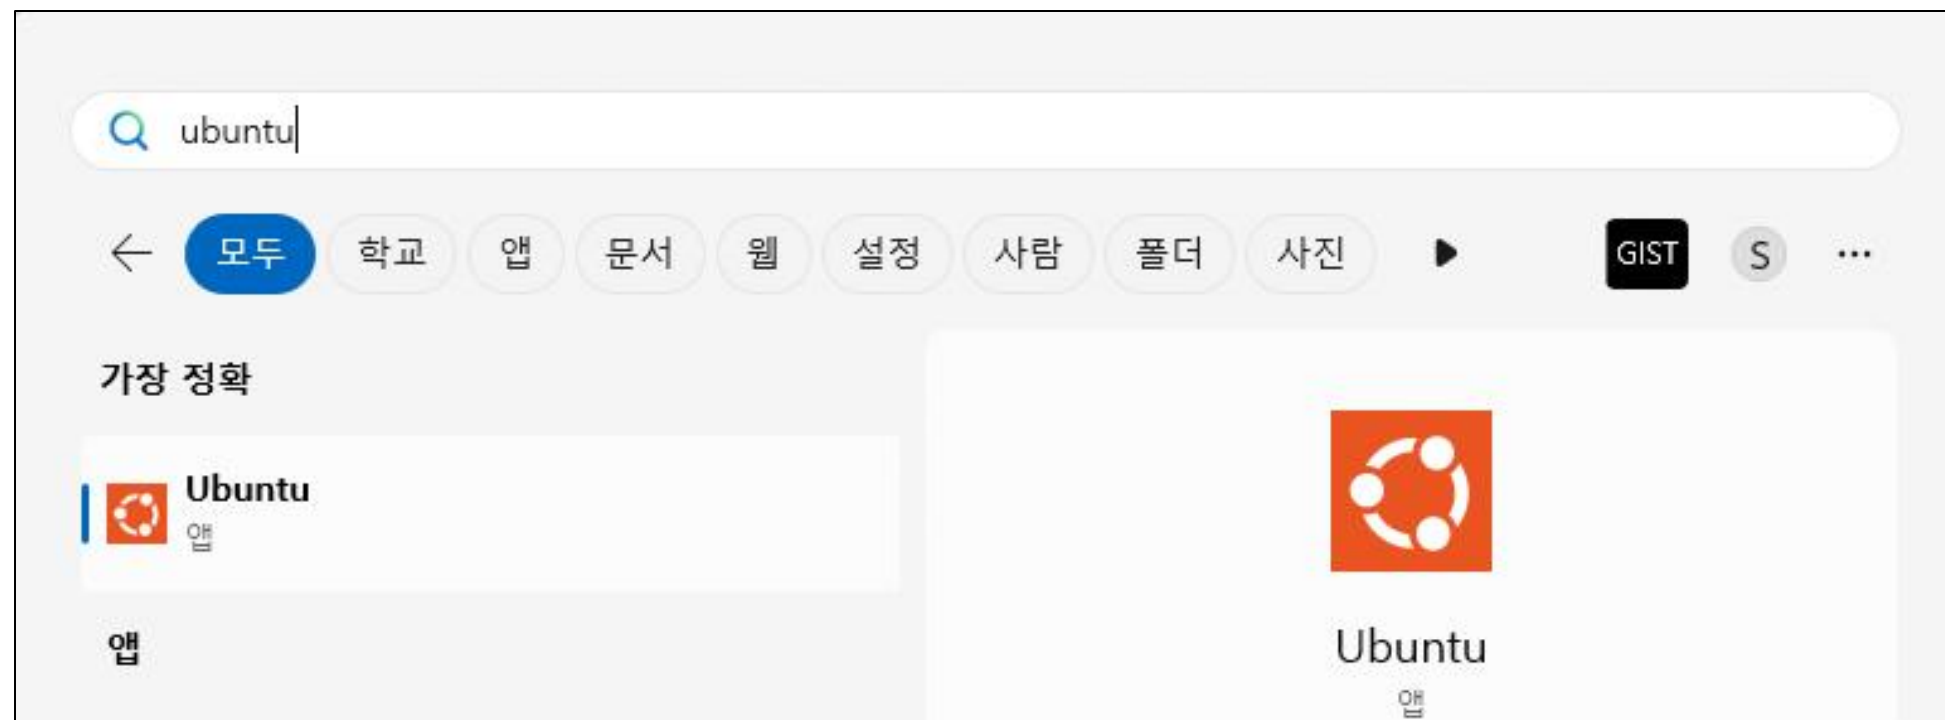 ubuntu
모두 학교 앱 문서 웹 설정 사람 폴더 사진 GIST S
가장 정확
Ubuntu
앱
앱
Ubuntu
앱